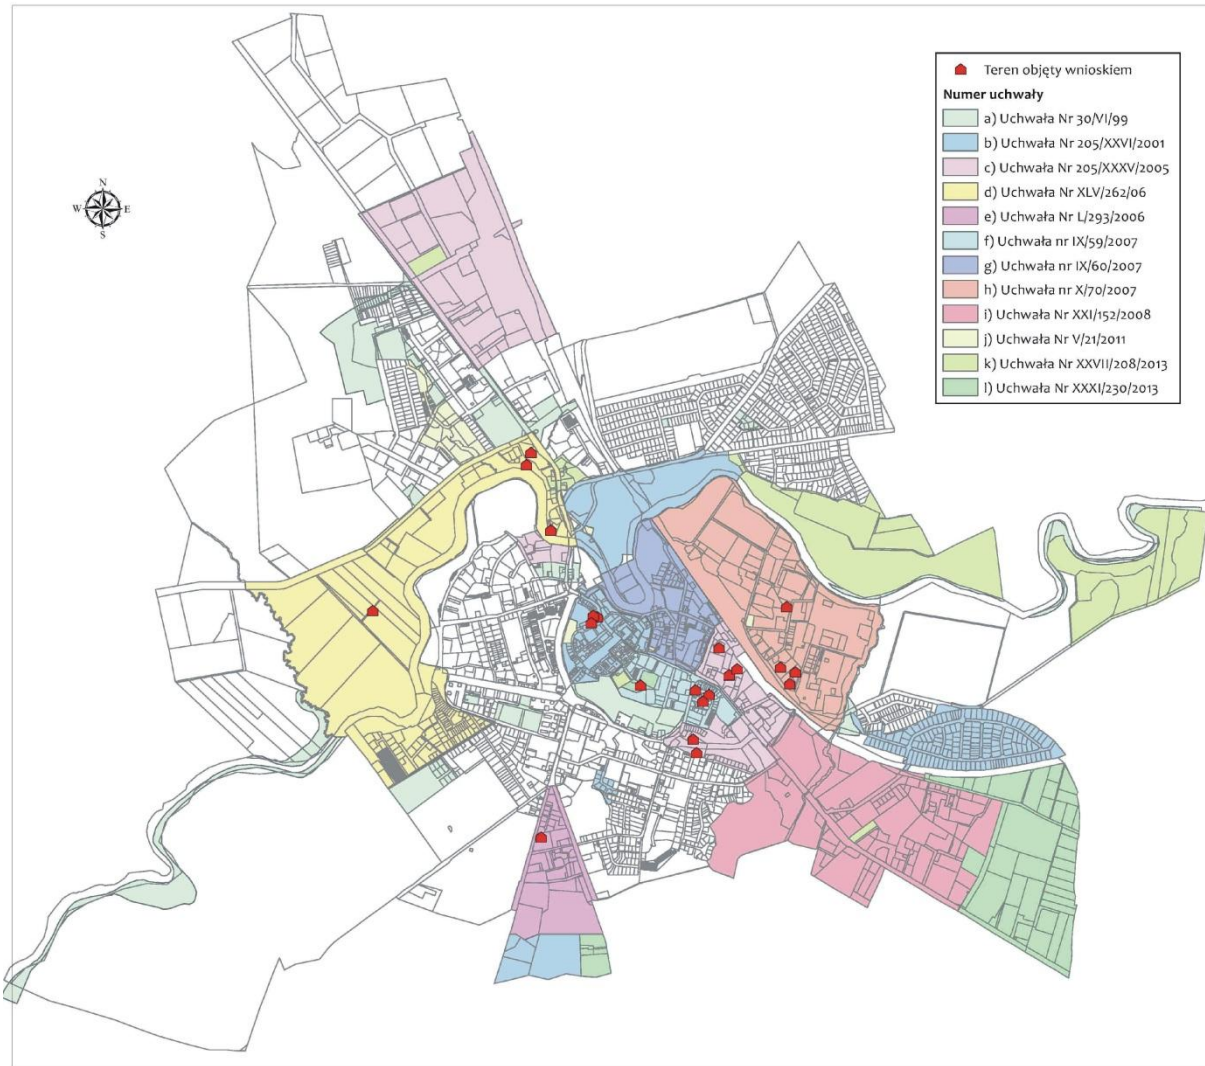 Teren objęty wnioskiem
Numer uchwały
a) Uchwała Nr 30/VI/99
b) Uchwała Nr 205/XXVI/2001
c) Uchwała Nr 205/XXXV/2005
d) Uchwała Nr XLV/262/06
e) Uchwała Nr L/293/2006
f) Uchwała nr IX/59/2007
g) Uchwała nr IX/60/2007
h) Uchwała nr X/70/2007
i) Uchwała Nr XXI/152/2008
j) Uchwała Nr V/21/2011
k) Uchwała Nr XXVII/208/2013
l) Uchwała Nr XXXI/230/2013
N
W E
S